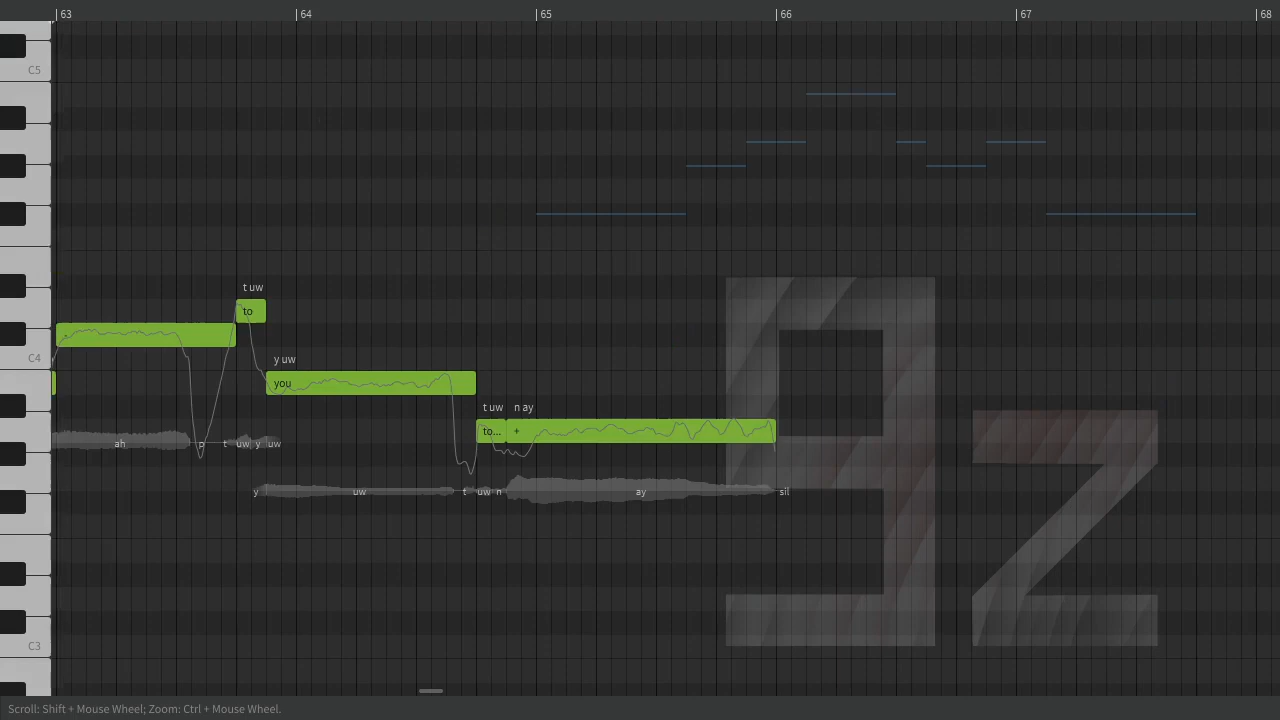 63 64 65 66 67 68
C5
t uw
to
-
C4
y uw
you
t uw n ay
to... +
ah p t uw y uw
y uw t uw n ay sil
9z
C3
Scroll: Shift + Mouse Wheel; Zoom: Ctrl + Mouse Wheel.